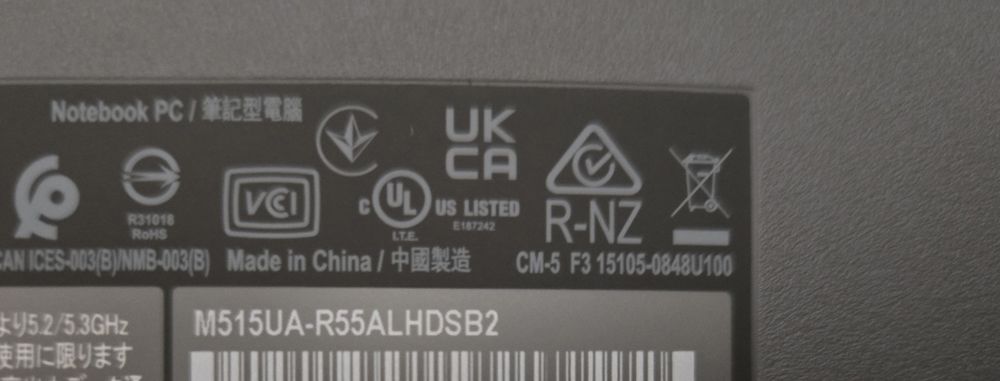 Notebook PC / 筆記型電腦
UK
CA
R31018
RoHS
VCI
C UL US LISTED
I.T.E.
E187242
R-NZ
CAN ICES-003(B)/NMB-003(B)
Made in China / 中國製造
CM-5 F3 15105-0848U100
より5.2/5.3GHz
使用に限ります
M515UA-R55ALHDSB2